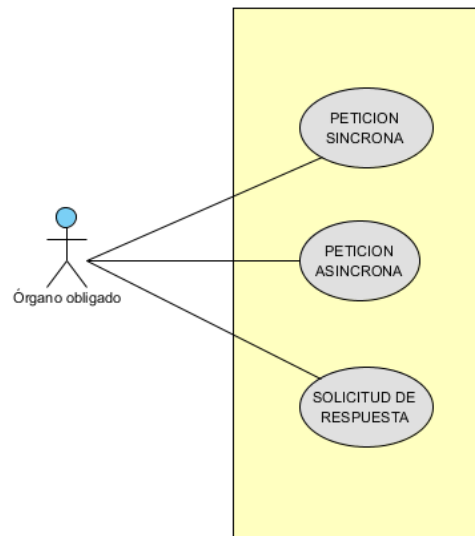 PETICION
SINCRONA
PETICION
ASINCRONA
Órgano obligado
SOLICITUD DE
RESPUESTA